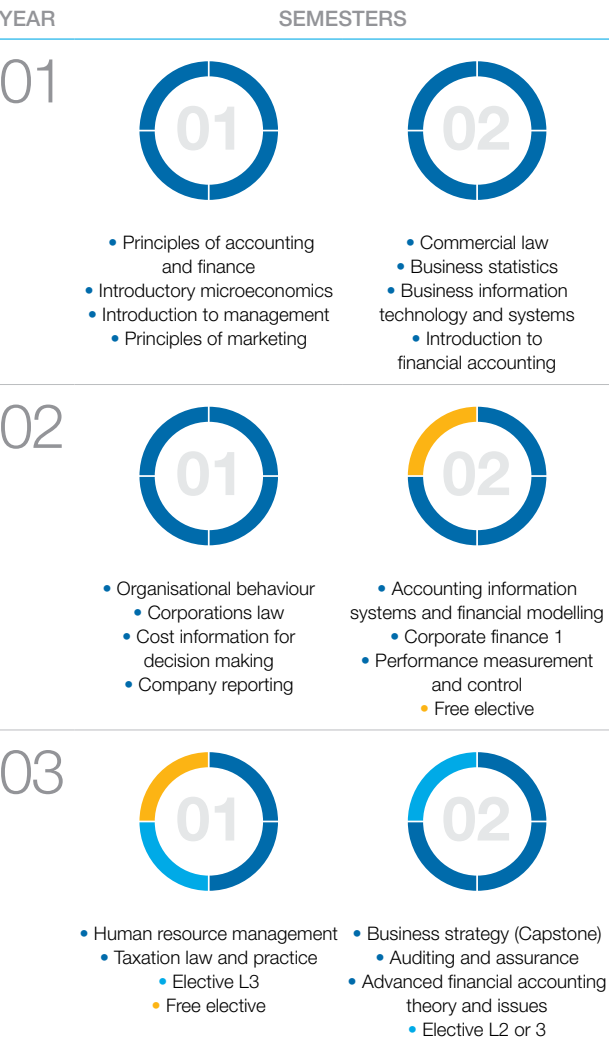 YEAR SEMESTERS
01
01
• Principles of accounting
and finance
• Introductory microeconomics
• Introduction to management
• Principles of marketing
02
• Commercial law
• Business statistics
• Business information
technology and systems
• Introduction to
financial accounting
02
01
• Organisational behaviour
• Corporations law
• Cost information for
decision making
• Company reporting
02
• Accounting information
systems and financial modelling
• Corporate finance 1
• Performance measurement
and control
• Free elective
03
01
• Human resource management
• Taxation law and practice
• Elective L3
• Free elective
02
• Business strategy (Capstone)
• Auditing and assurance
• Advanced financial accounting
theory and issues
• Elective L2 or 3